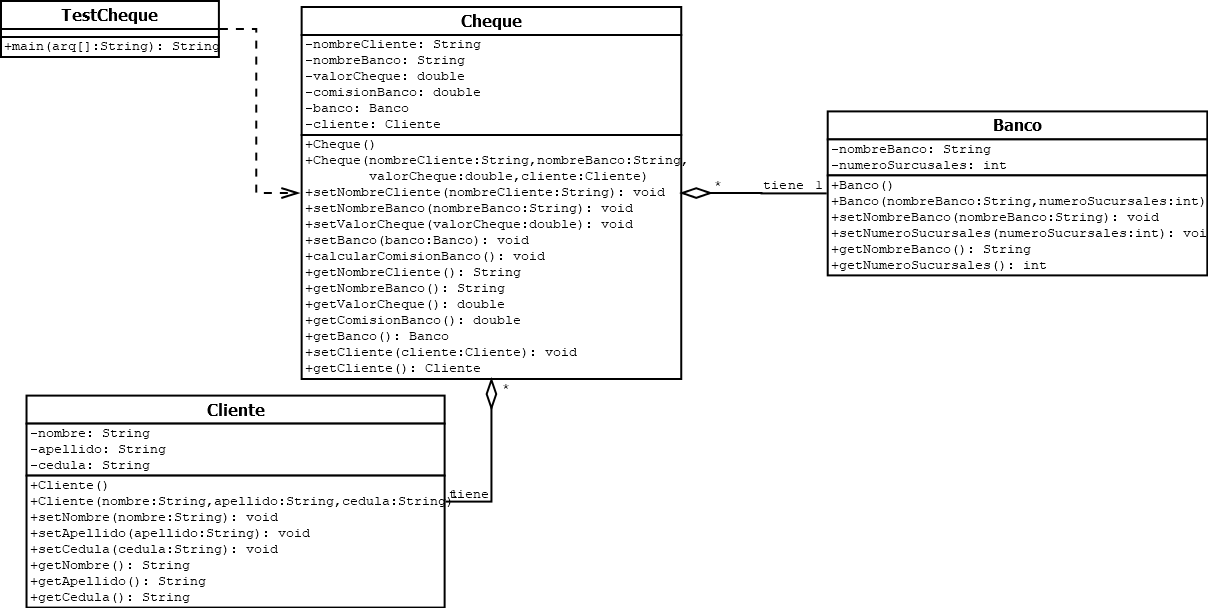 TestCheque
+main(arq[]:String): String
Cheque
-nombreCliente: String
-nombreBanco: String
-valorCheque: double
-comisionBanco: double
-banco: Banco
-cliente: Cliente
+Cheque()
+Cheque(nombreCliente:String,nombreBanco:String,
valorCheque:double,cliente:Cliente)
+setNombreCliente(nombreCliente:String): void
+setNombreBanco(nombreBanco:String): void
+setValorCheque(valorCheque:double): void
+setBanco(banco:Banco): void
+calcularComisionBanco(): void
+getNombreCliente(): String
+getNombreBanco(): String
+getValorCheque(): double
+getComisionBanco(): double
+getBanco(): Banco
+setCliente(cliente:Cliente): void
+getCliente(): Cliente
* tiene 1
Banco
-nombreBanco: String
-numeroSurcusales: int
+Banco()
+Banco(nombreBanco:String,numeroSucursales:int)
+setNombreBanco(nombreBanco:String): void
+setNumeroSucursales(numeroSucursales:int): voi
+getNombreBanco(): String
+getNumeroSucursales(): int
*
tiene
Cliente
-nombre: String
-apellido: String
-cedula: String
+Cliente()
+Cliente(nombre:String,apellido:String,cedula:String)
+setNombre(nombre:String): void
+setApellido(apellido:String): void
+setCedula(cedula:String): void
+getNombre(): String
+getApellido(): String
+getCedula(): String